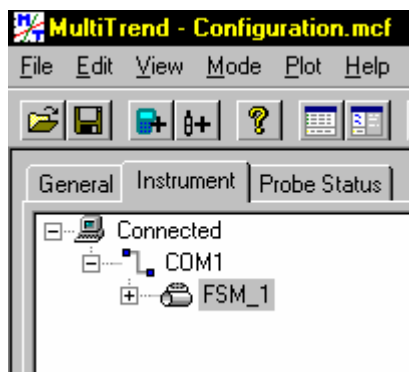 MultiTrend - Configuration.mcf
File Edit View Mode Plot Help
General Instrument Probe Status
Connected
COM1
FSM_1